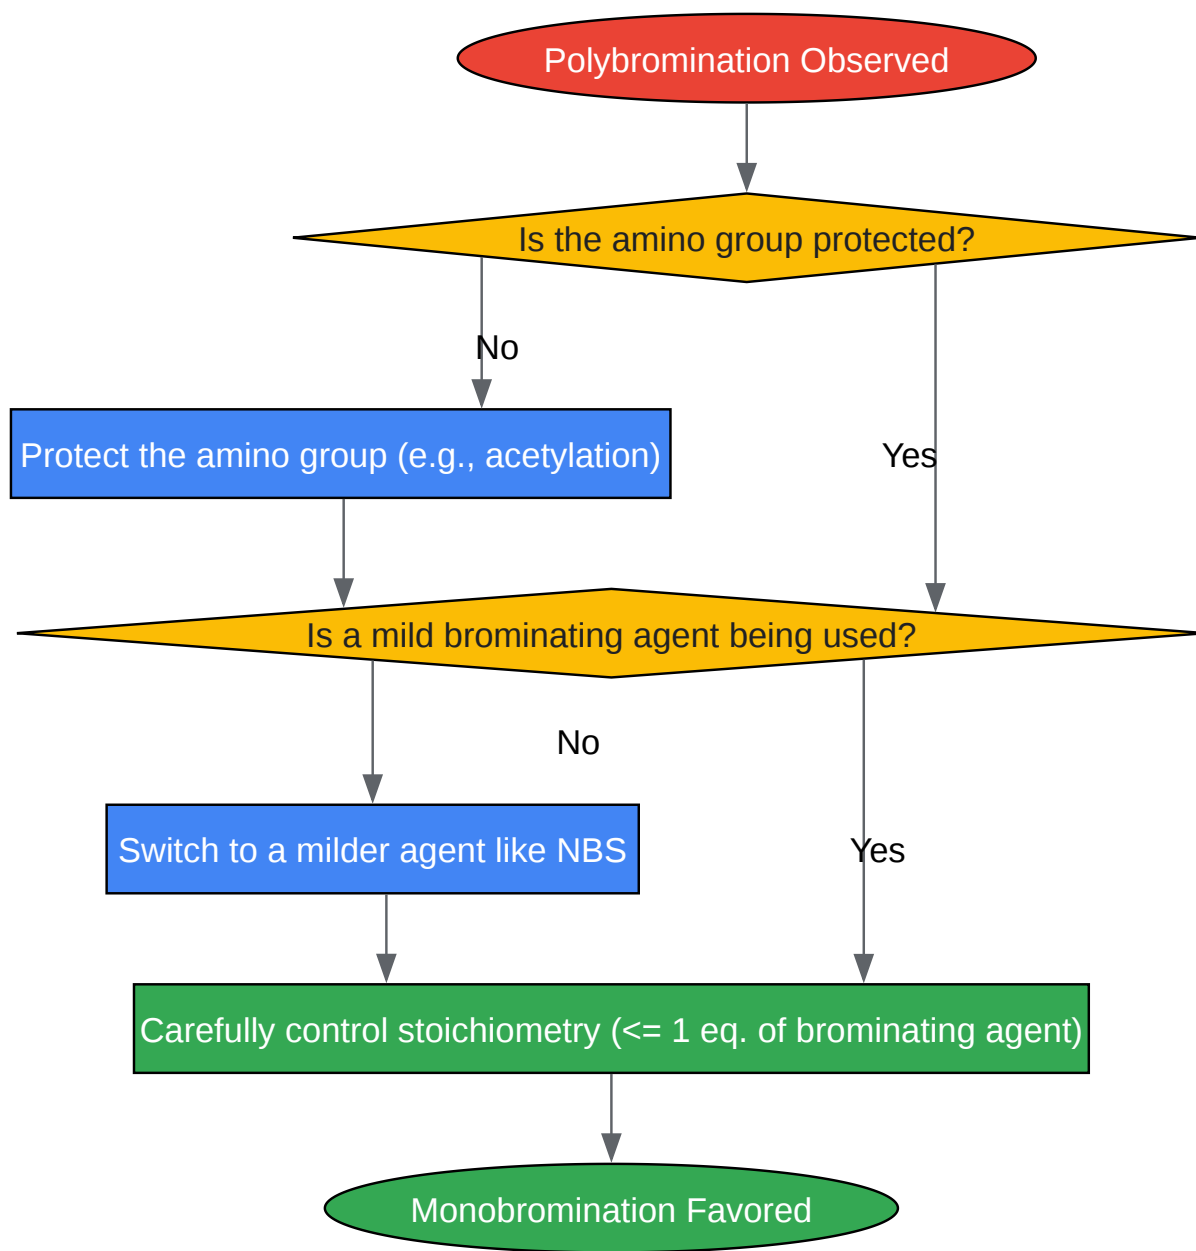 Polybromination Observed
Is the amino group protected?
No
Protect the amino group (e.g., acetylation)
Yes
Is a mild brominating agent being used?
No
Switch to a milder agent like NBS
Yes
Carefully control stoichiometry (<= 1 eq. of brominating agent)
Monobromination Favored